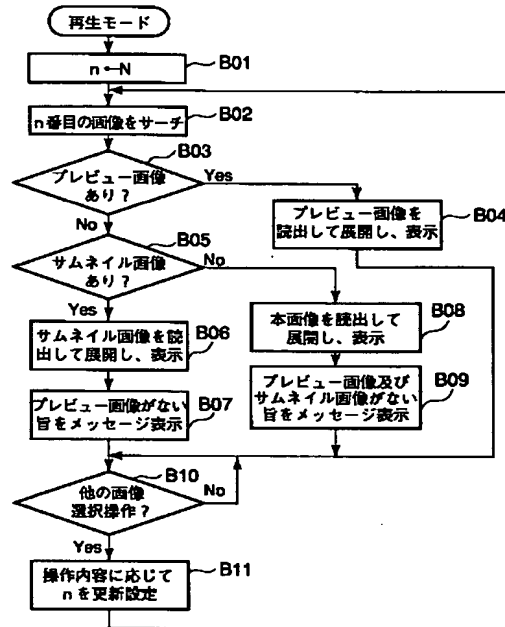 再生モード
n←N
B01
n番目の画像をサーチ
B02
B03
プレビュー画像
あり？
Yes
No
プレビュー画像を
読出して展開し、表示
B04
B05
サムネイル画像
あり？
No
Yes
サムネイル画像を読
出して展開し、表示
B06
本画像を読出して
展開し、表示
B08
プレビュー画像がない
旨をメッセージ表示
B07
プレビュー画像及び
サムネイル画像がない
旨をメッセージ表示
B09
B10
他の画像
選択操作？
No
Yes
操作内容に応じて
nを更新設定
B11